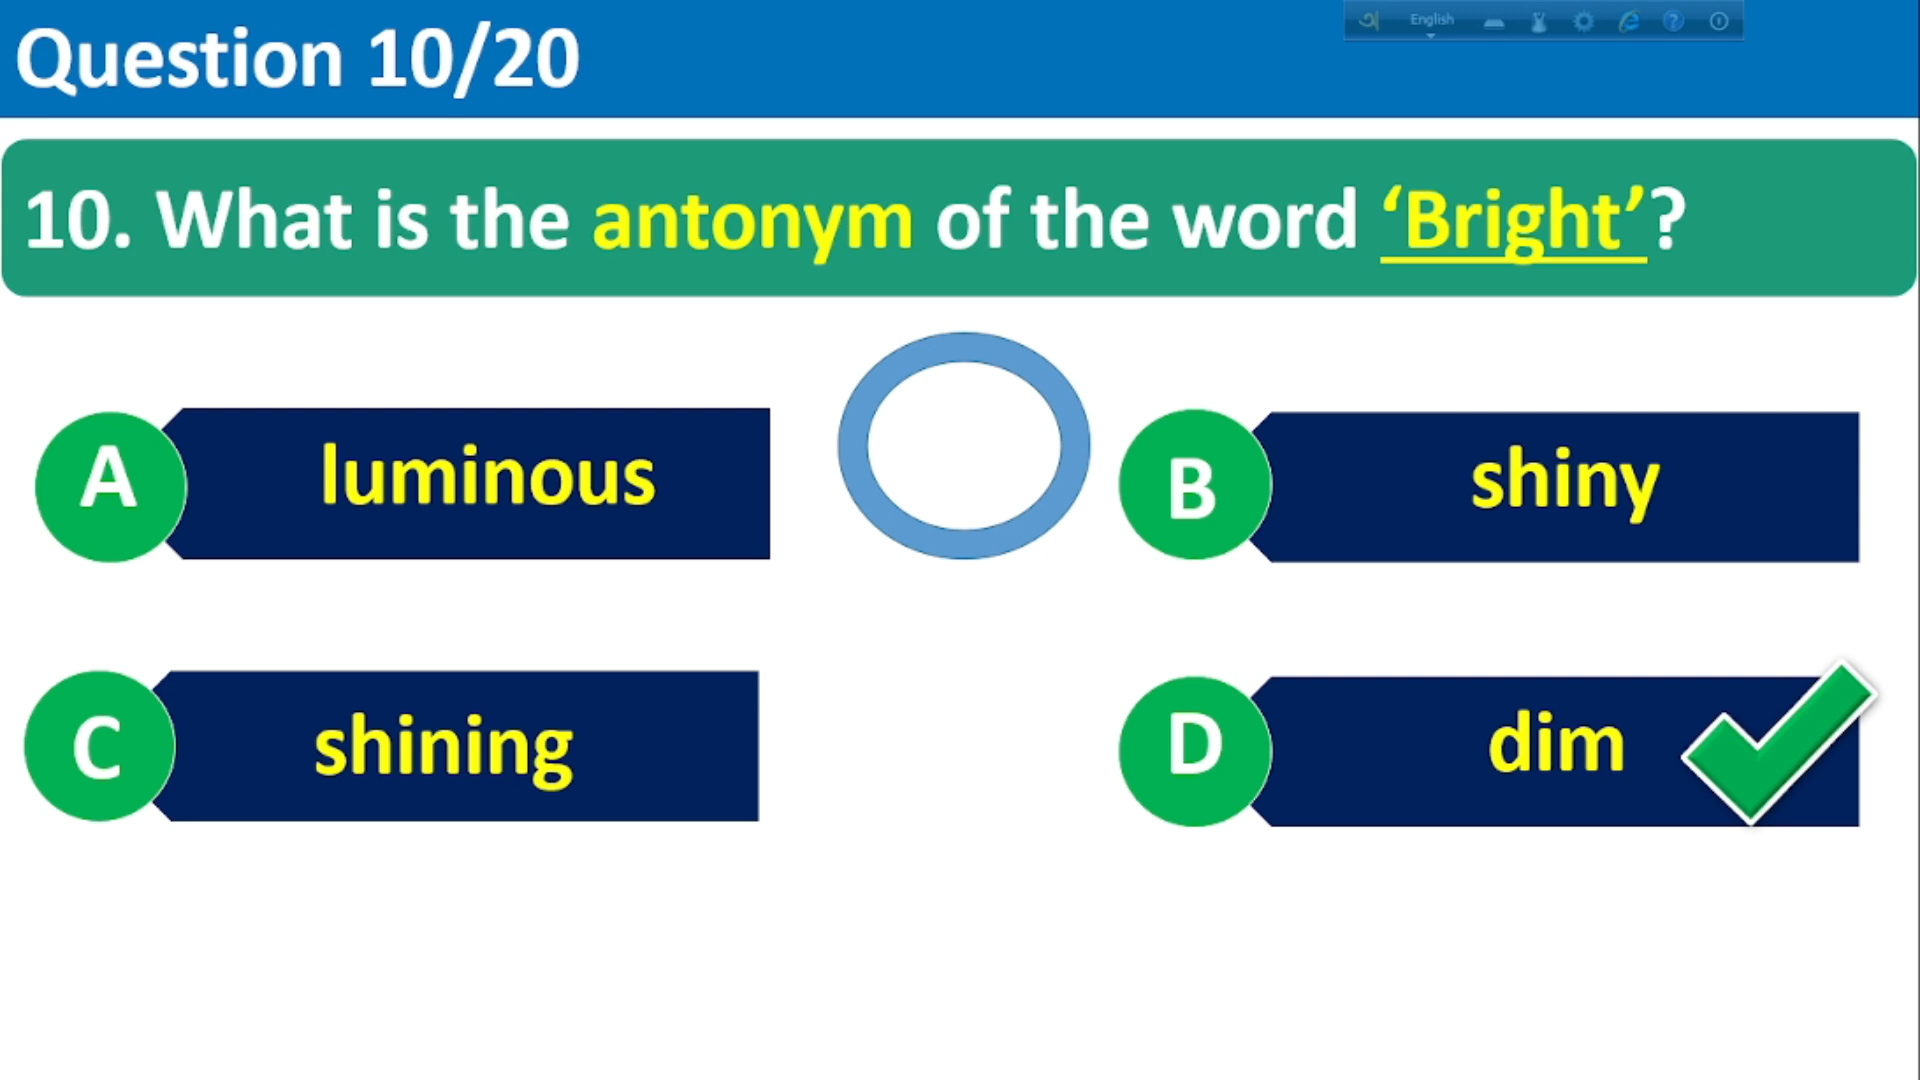 Question 10/20
English
10. What is the antonym of the word ‘Bright’?
A luminous
B shiny
C shining
D dim